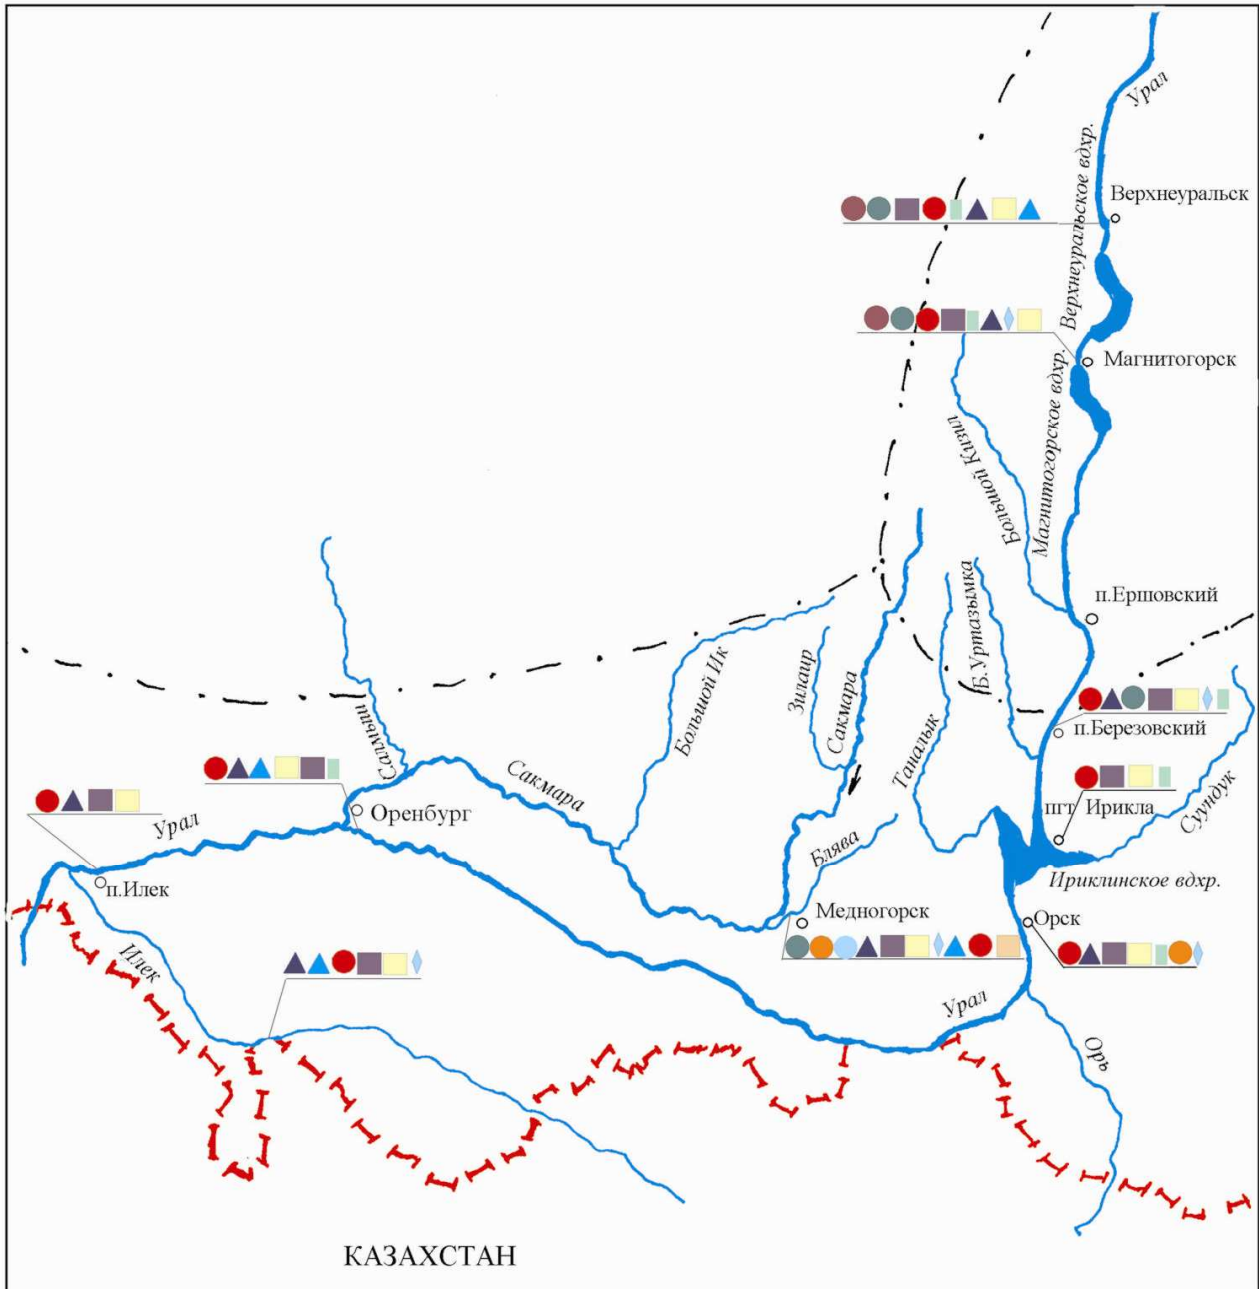 Урал
Верхнеуральское вдхр.
Верхнеуральск
Магнитогорск
Магнитогорское вдхр.
Большой Кизил
п.Ершовский
Б.Уртазымка
Большой Ик
Зилаир
Сакмара
Таналык
Салмыш
Сакмара
п.Березовский
пгт Ирикла
Суундук
Оренбург
Урал
Блява
Ириклинское вдхр.
п.Илек
Медногорск
Орск
Илек
Урал
Орь
КАЗАХСТАН